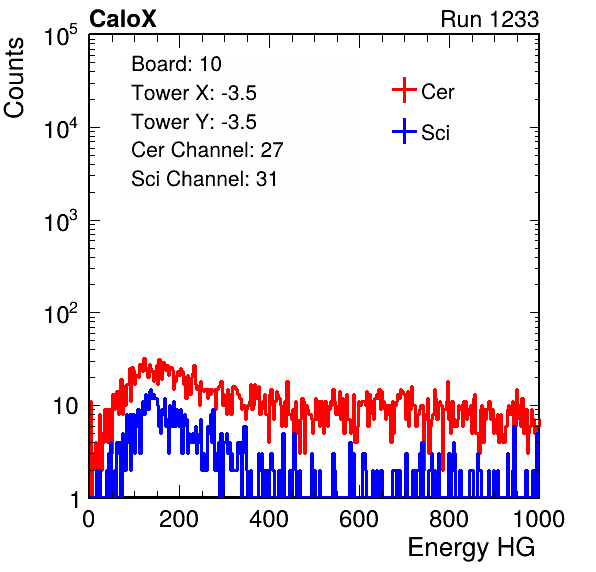 CaloX Run 1233
Counts
Board: 10
Tower X: -3.5
Tower Y: -3.5
Cer Channel: 27
Sci Channel: 31
Cer
Sci
10^5
10^4
10^3
10^2
10
1
0 200 400 600 800 1000
Energy HG